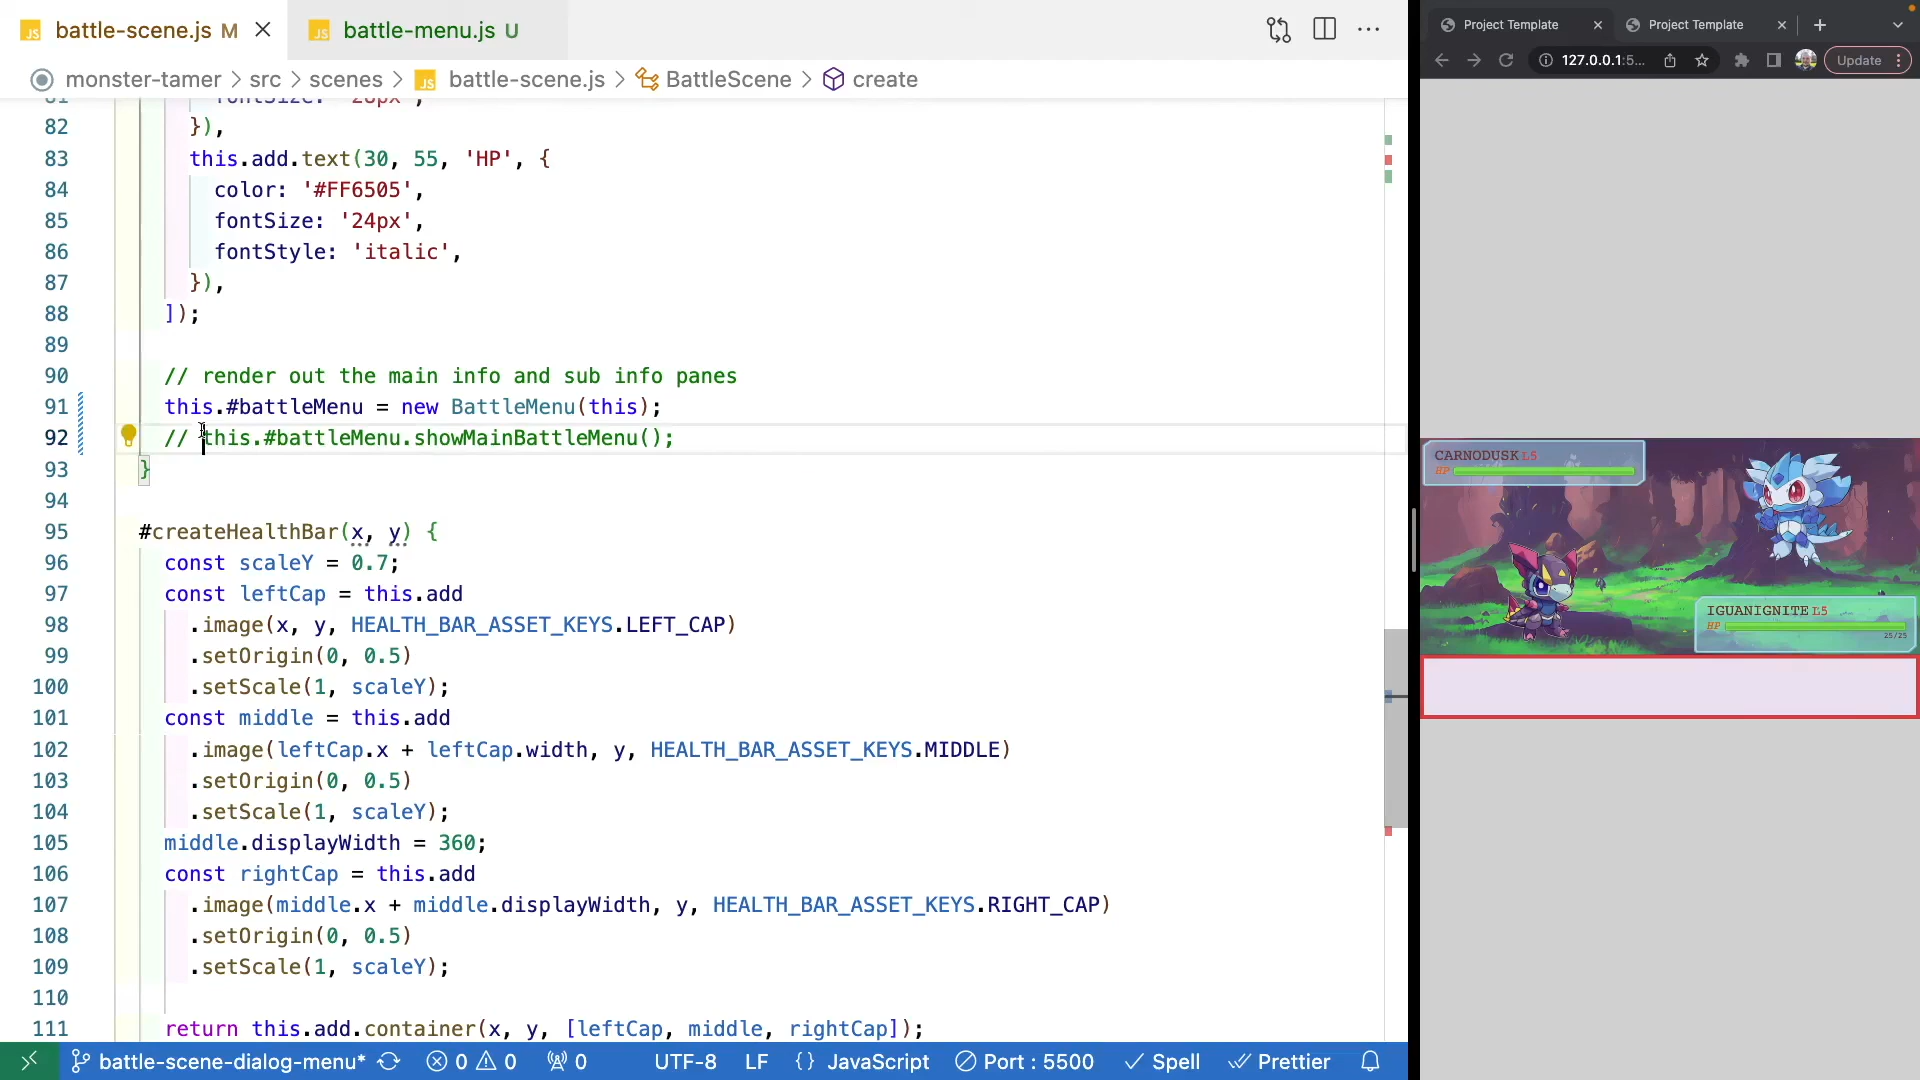 battle-scene.js M
battle-menu.js U
monster-tamer > src > scenes > battle-scene.js > BattleScene > create
82 }),
83 this.add.text(30, 55, 'HP', {
84 color: '#FF6505',
85 fontSize: '24px',
86 fontStyle: 'italic',
87 }),
88 ]);
89
90 // render out the main info and sub info panes
91 this.#battleMenu = new BattleMenu(this);
92 // this.#battleMenu.showMainBattleMenu();
93 }
94
95 #createHealthBar(x, y) {
96 const scaleY = 0.7;
97 const leftCap = this.add
98 .image(x, y, HEALTH_BAR_ASSET_KEYS.LEFT_CAP)
99 .setOrigin(0, 0.5)
100 .setScale(1, scaleY);
101 const middle = this.add
102 .image(leftCap.x + leftCap.width, y, HEALTH_BAR_ASSET_KEYS.MIDDLE)
103 .setOrigin(0, 0.5)
104 .setScale(1, scaleY);
105 middle.displayWidth = 360;
106 const rightCap = this.add
107 .image(middle.x + middle.displayWidth, y, HEALTH_BAR_ASSET_KEYS.RIGHT_CAP)
108 .setOrigin(0, 0.5)
109 .setScale(1, scaleY);
110
111 return this.add.container(x, y, [leftCap, middle, rightCap]);
battle-scene-dialog-menu* 0 0 0 UTF-8 LF {} JavaScript Port : 5500 Spell Prettier
Project Template
Project Template
127.0.0.1:5...
Update
CARNODUSK L5
HP
IGUANIGNITE L5
HP
25/25